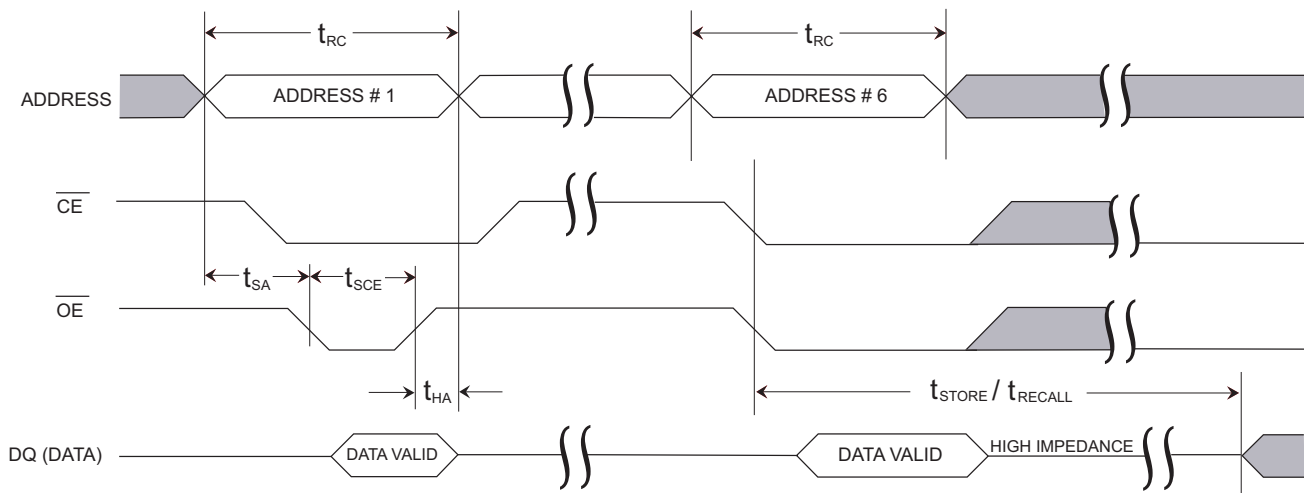 tRC
tRC
ADDRESS
ADDRESS # 1
ADDRESS # 6
CE
tSA
tSCE
OE
tHA
tSTORE / tRECALL
DQ (DATA)
DATA VALID
DATA VALID
HIGH IMPEDANCE